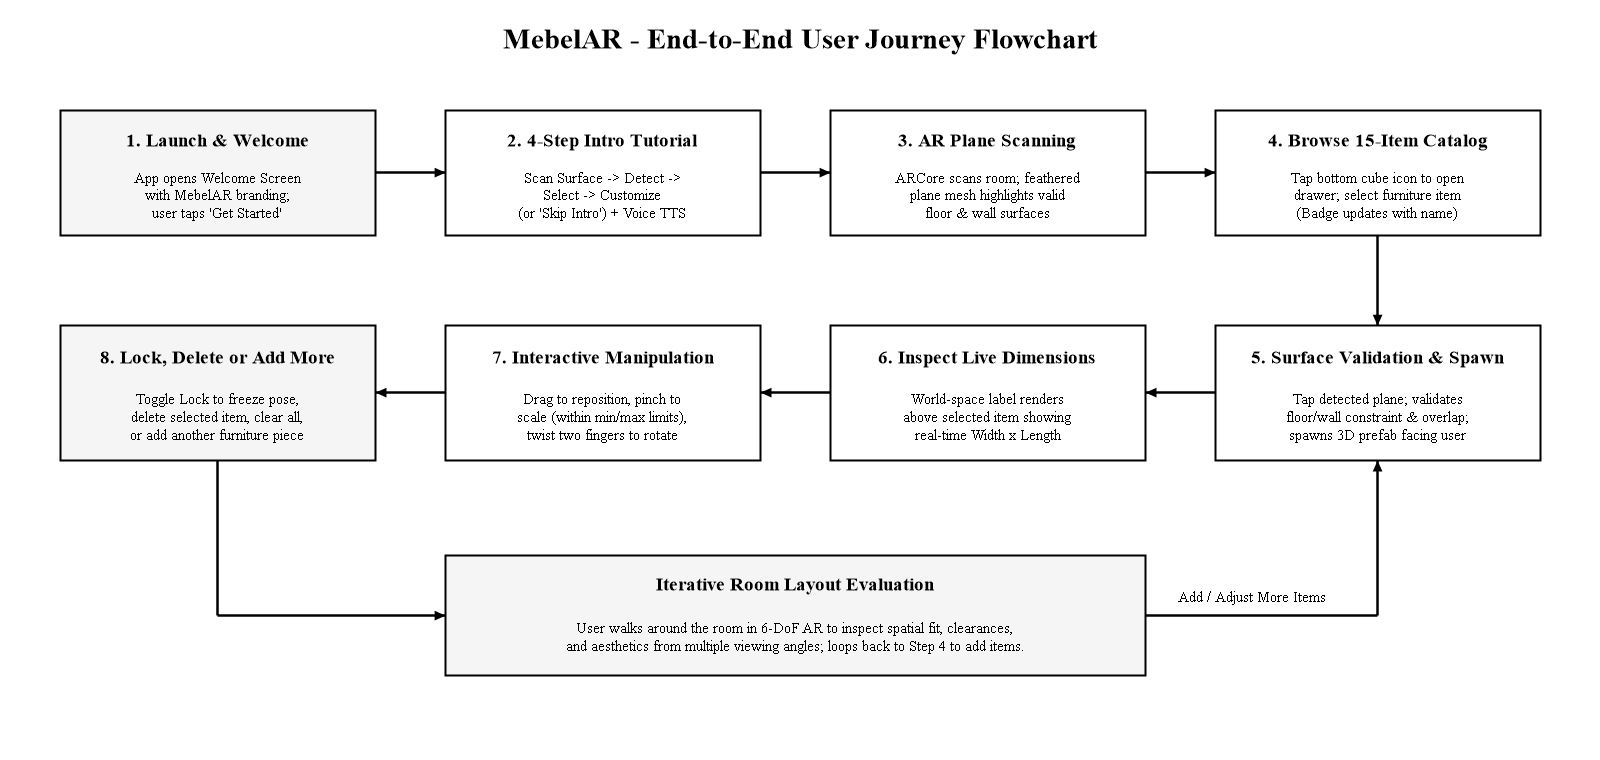 MebelAR - End-to-End User Journey Flowchart
1. Launch & Welcome
App opens Welcome Screen
with MebelAR branding;
user taps 'Get Started'
2. 4-Step Intro Tutorial
Scan Surface -> Detect ->
Select -> Customize
(or 'Skip Intro') + Voice TTS
3. AR Plane Scanning
ARCore scans room; feathered
plane mesh highlights valid
floor & wall surfaces
4. Browse 15-Item Catalog
Tap bottom cube icon to open
drawer; select furniture item
(Badge updates with name)
5. Surface Validation & Spawn
Tap detected plane; validates
floor/wall constraint & overlap;
spawns 3D prefab facing user
6. Inspect Live Dimensions
World-space label renders
above selected item showing
real-time Width x Length
7. Interactive Manipulation
Drag to reposition, pinch to
scale (within min/max limits),
twist two fingers to rotate
8. Lock, Delete or Add More
Toggle Lock to freeze pose,
delete selected item, clear all,
or add another furniture piece
Iterative Room Layout Evaluation
User walks around the room in 6-DoF AR to inspect spatial fit, clearances,
and aesthetics from multiple viewing angles; loops back to Step 4 to add items.
Add / Adjust More Items